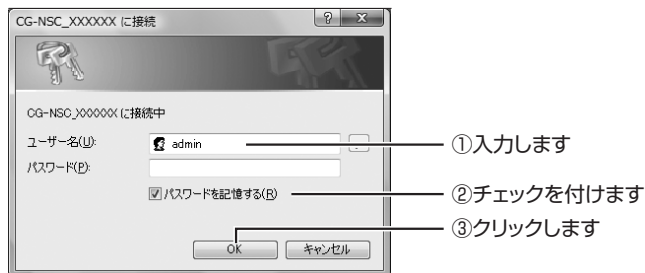 CG-NSC_XXXXXX に接続
CG-NSC_XXXXXX に接続中
ユーザー名(U):
admin
①入力します
パスワード(P):
パスワードを記憶する(R)
②チェックを付けます
③クリックします
OK
キャンセル